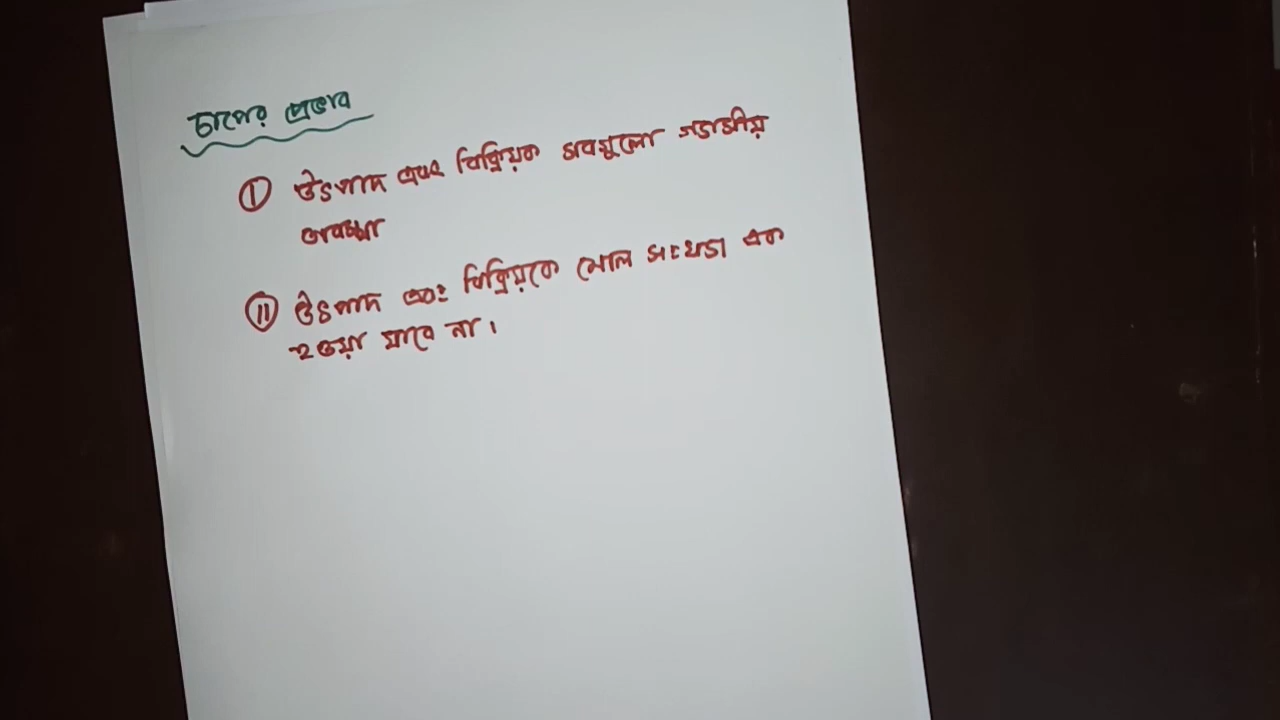 চাপের প্রভাব
(I) উৎপাদ এবং বিক্রিয়ক সবগুলো গ্যাসীয়
অবস্থা
(II) উৎপাদ এবং বিক্রিয়কে মোল সংখ্যা এক
হওয়া যাবে না।